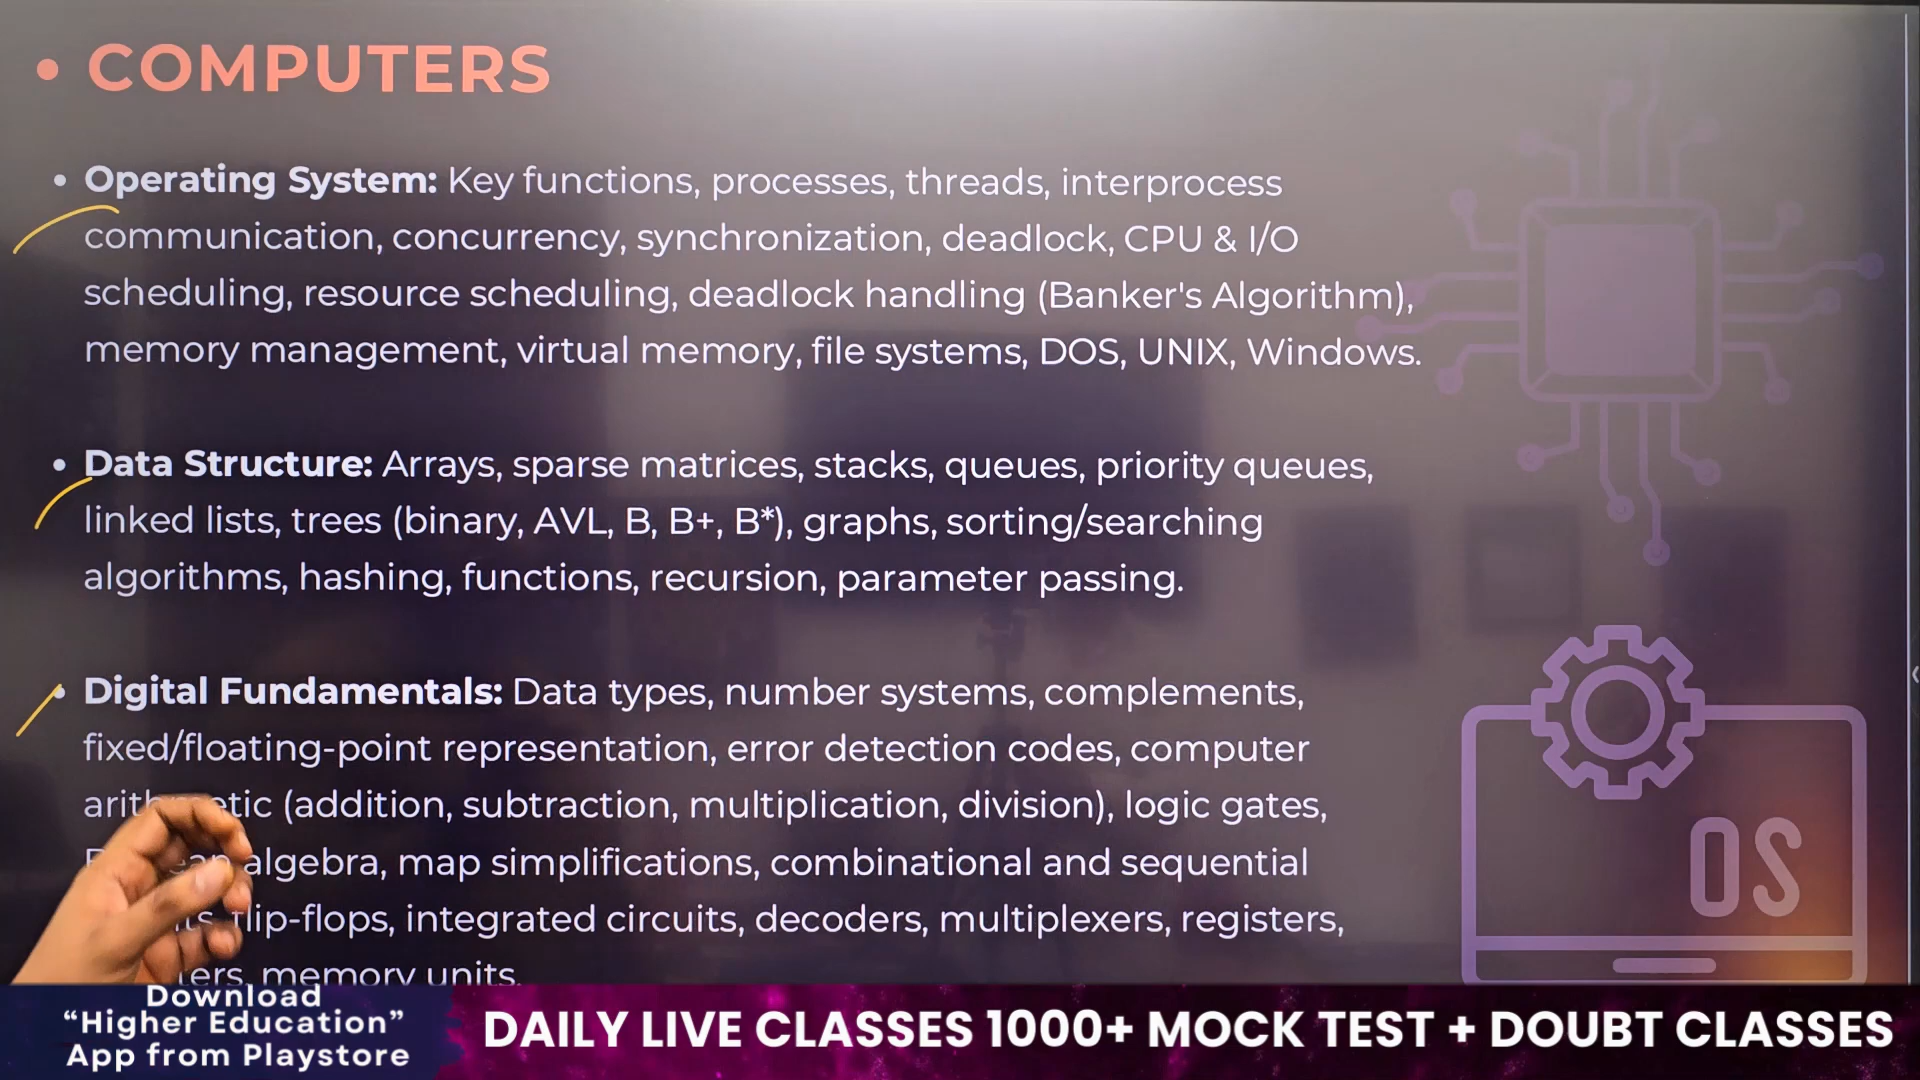 • COMPUTERS
• Operating System: Key functions, processes, threads, interprocess
communication, concurrency, synchronization, deadlock, CPU & I/O
scheduling, resource scheduling, deadlock handling (Banker's Algorithm),
memory management, virtual memory, file systems, DOS, UNIX, Windows.
• Data Structure: Arrays, sparse matrices, stacks, queues, priority queues,
linked lists, trees (binary, AVL, B, B+, B*), graphs, sorting/searching
algorithms, hashing, functions, recursion, parameter passing.
• Digital Fundamentals: Data types, number systems, complements,
fixed/floating-point representation, error detection codes, computer
(addition, subtraction, multiplication, division), logic gates,
algebra, map simplifications, combinational and sequential
flip-flops, integrated circuits, decoders, multiplexers, registers,
memory units.
OS
Download
“Higher Education”
App from Playstore
DAILY LIVE CLASSES 1000+ MOCK TEST + DOUBT CLASSES